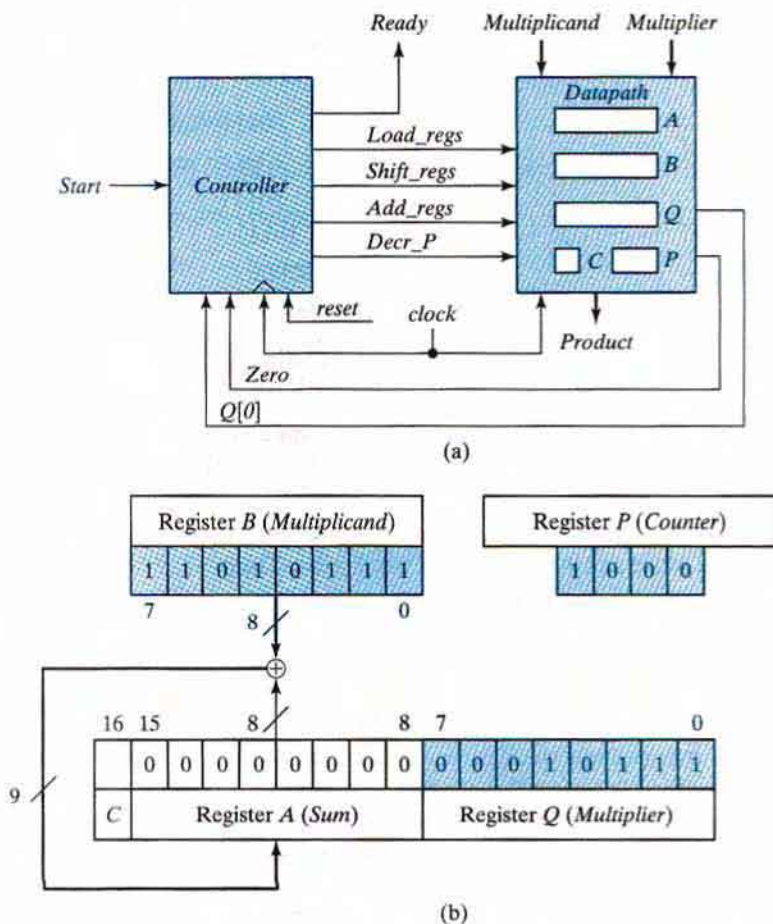 Ready
Multiplicand Multiplier
Datapath
A
Load_regs
B
Shift_regs
Start
Controller
Add_regs
Q
Decr_P
C P
reset
clock
Product
Zero
Q[0]
(a)
Register B (Multiplicand)
Register P (Counter)
1 1 0 1 0 1 1 1
1 0 0 0
7 8 0
+
16 15 8 8 7 0
0 0 0 0 0 0 0 0 0 0 0 1 0 1 1 1
9
C Register A (Sum) Register Q (Multiplier)
(b)